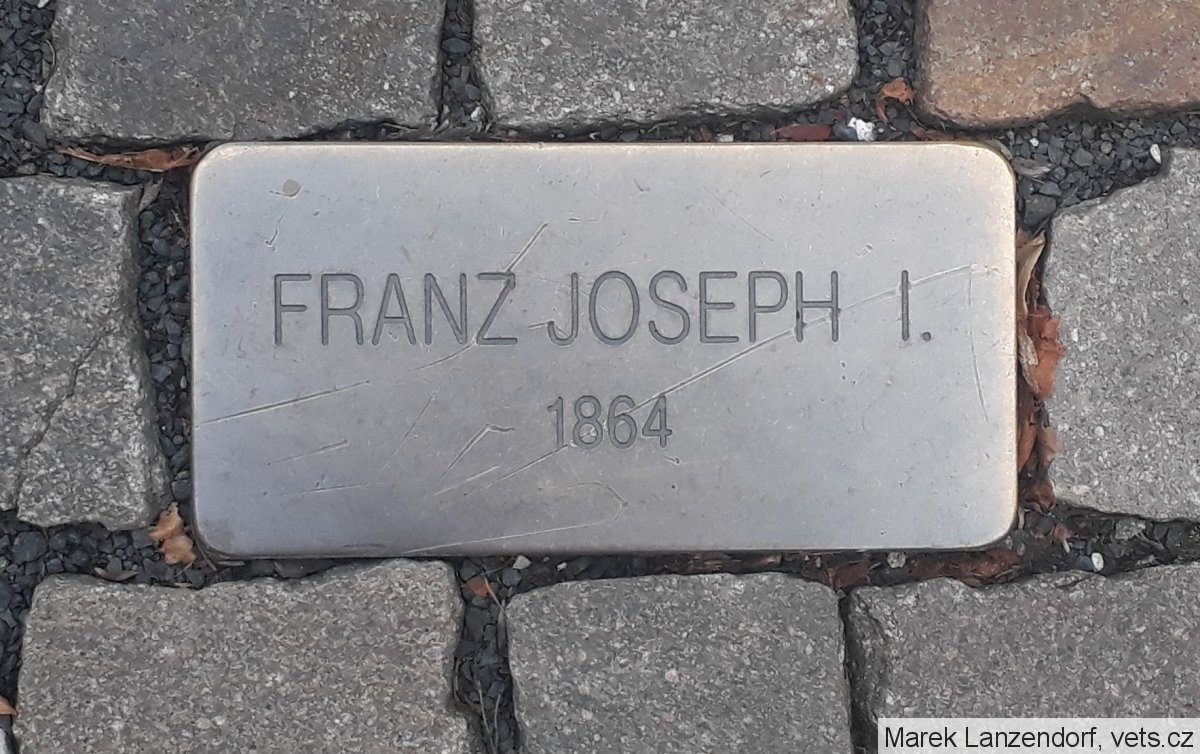 FRANZ JOSEPH I.
1864
Marek Lanzendorf, vets.cz